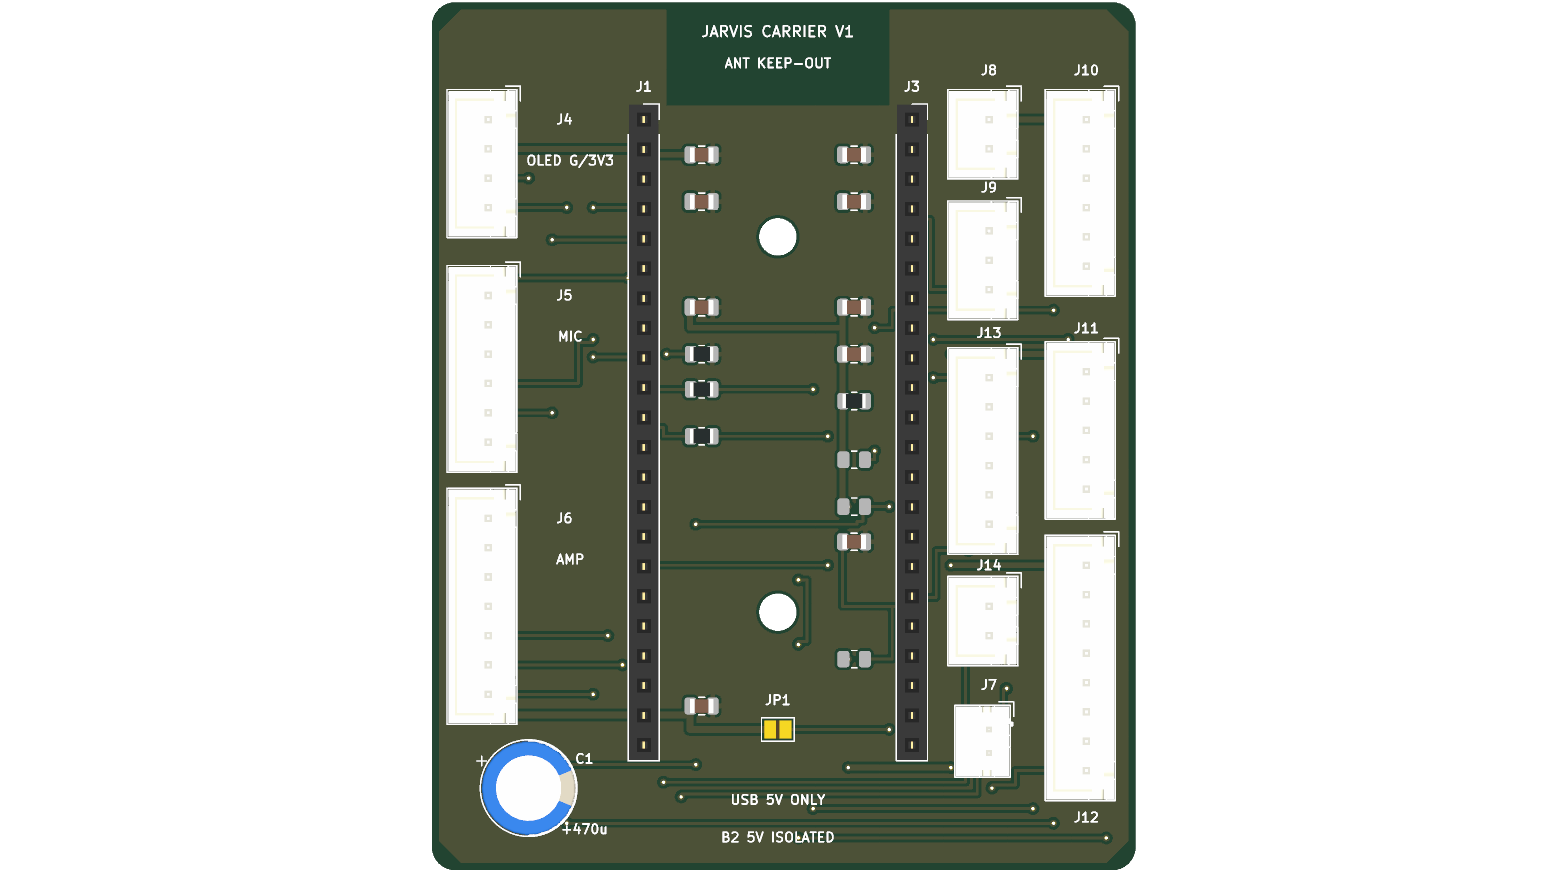 JARVIS CARRIER V1
ANT KEEP-OUT
J8
J10
J1
J3
J4
OLED G/3V3
J9
J5
J11
MIC
J13
J6
AMP
J14
J7
JP1
C1
+
USB 5V ONLY
J12
+470u
B2 5V ISOLATED